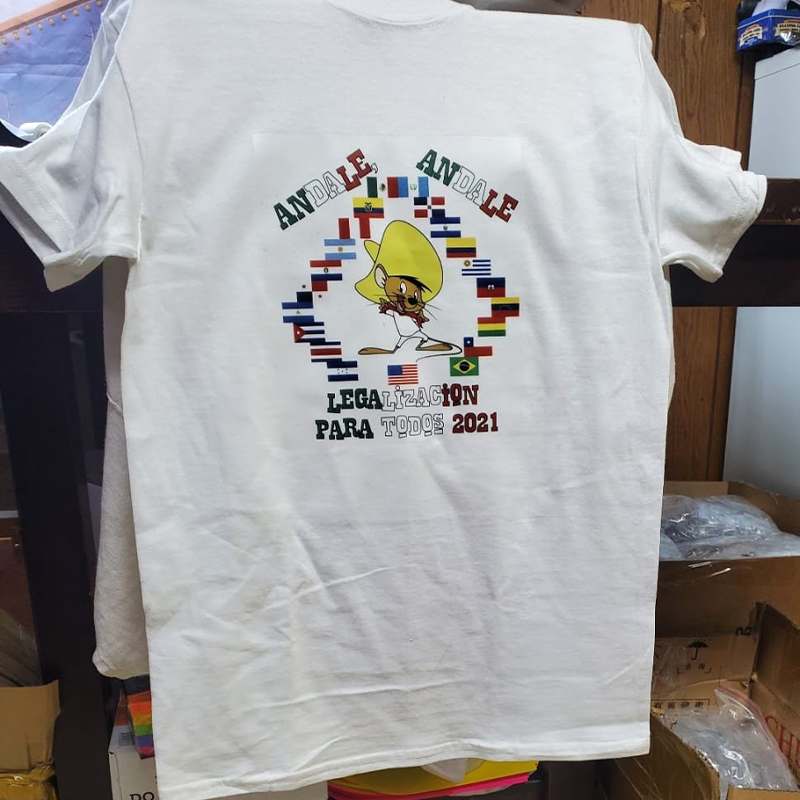 ANDALE, ANDALE
LEGALIZACION
PARA TODOS 2021